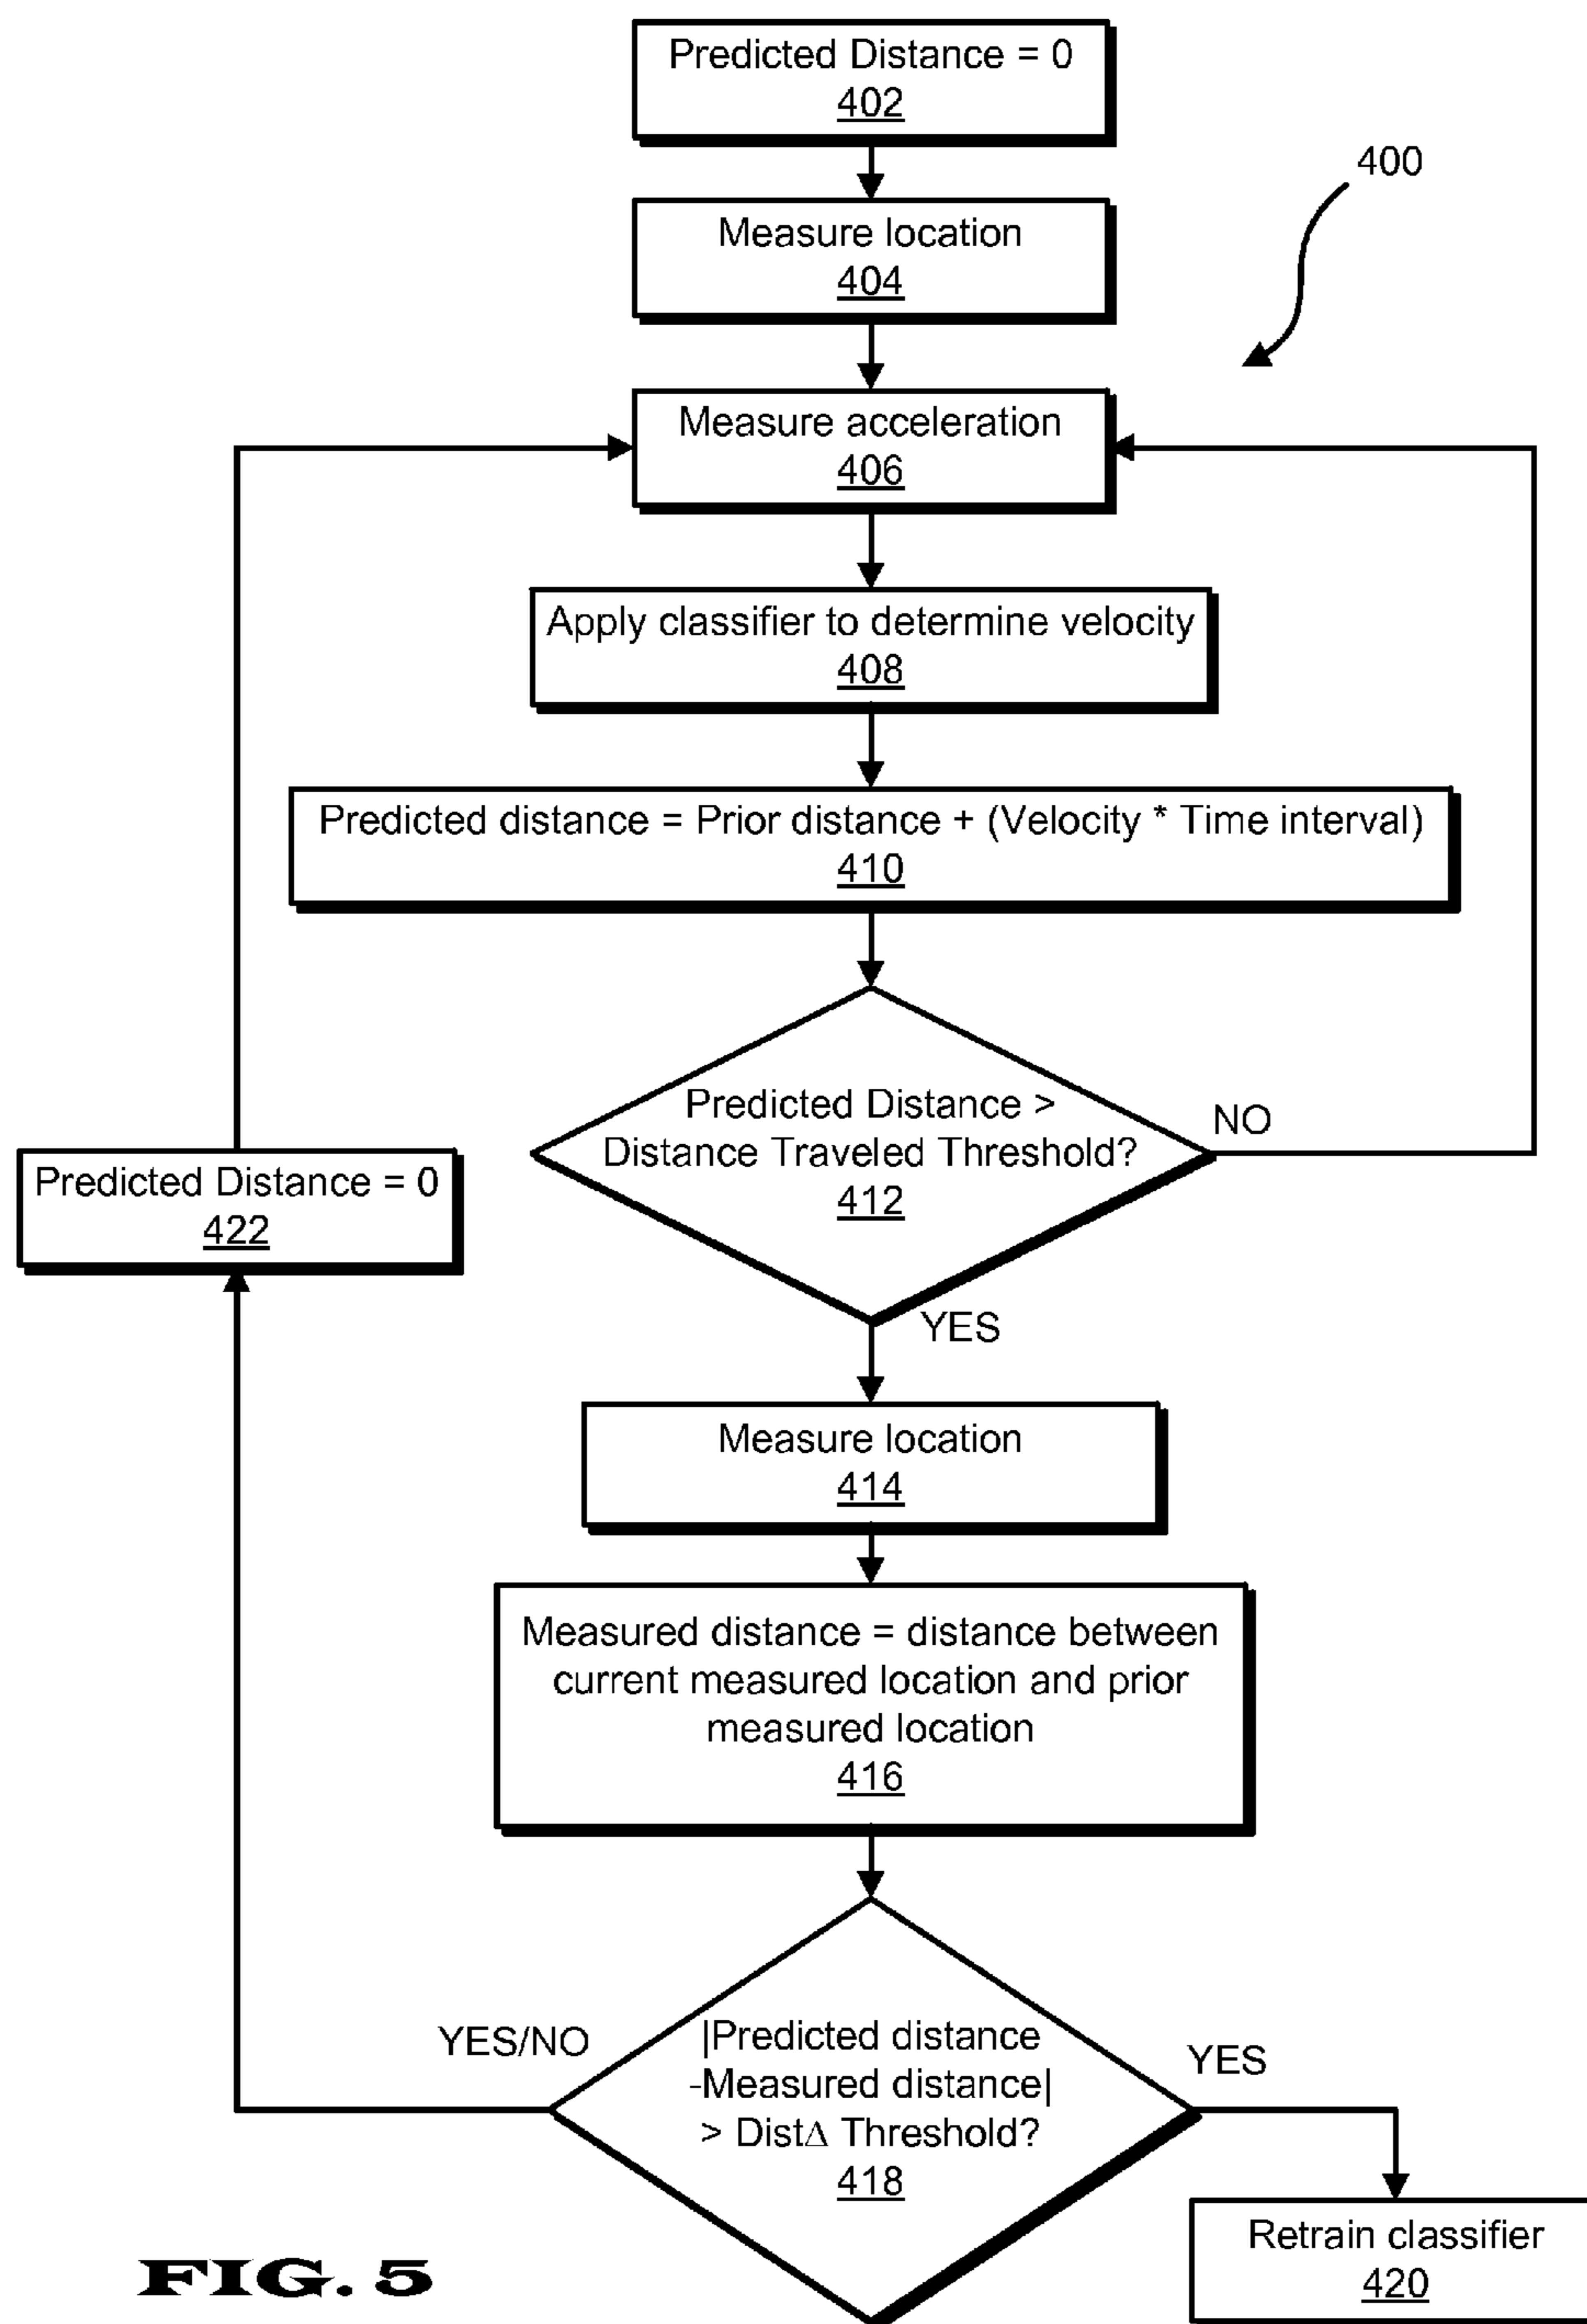 Predicted Distance = 0
402
400
Measure location
404
Measure acceleration
406
Apply classifier to determine velocity
408
Predicted distance = Prior distance + (Velocity * Time interval)
410
Predicted Distance >
Distance Traveled Threshold?
412
NO
YES
Predicted Distance = 0
422
Measure location
414
Measured distance = distance between
current measured location and prior
measured location
416
|Predicted distance
-Measured distance|
> Dist∆ Threshold?
418
YES/NO
YES
Retrain classifier
420
FIG. 5